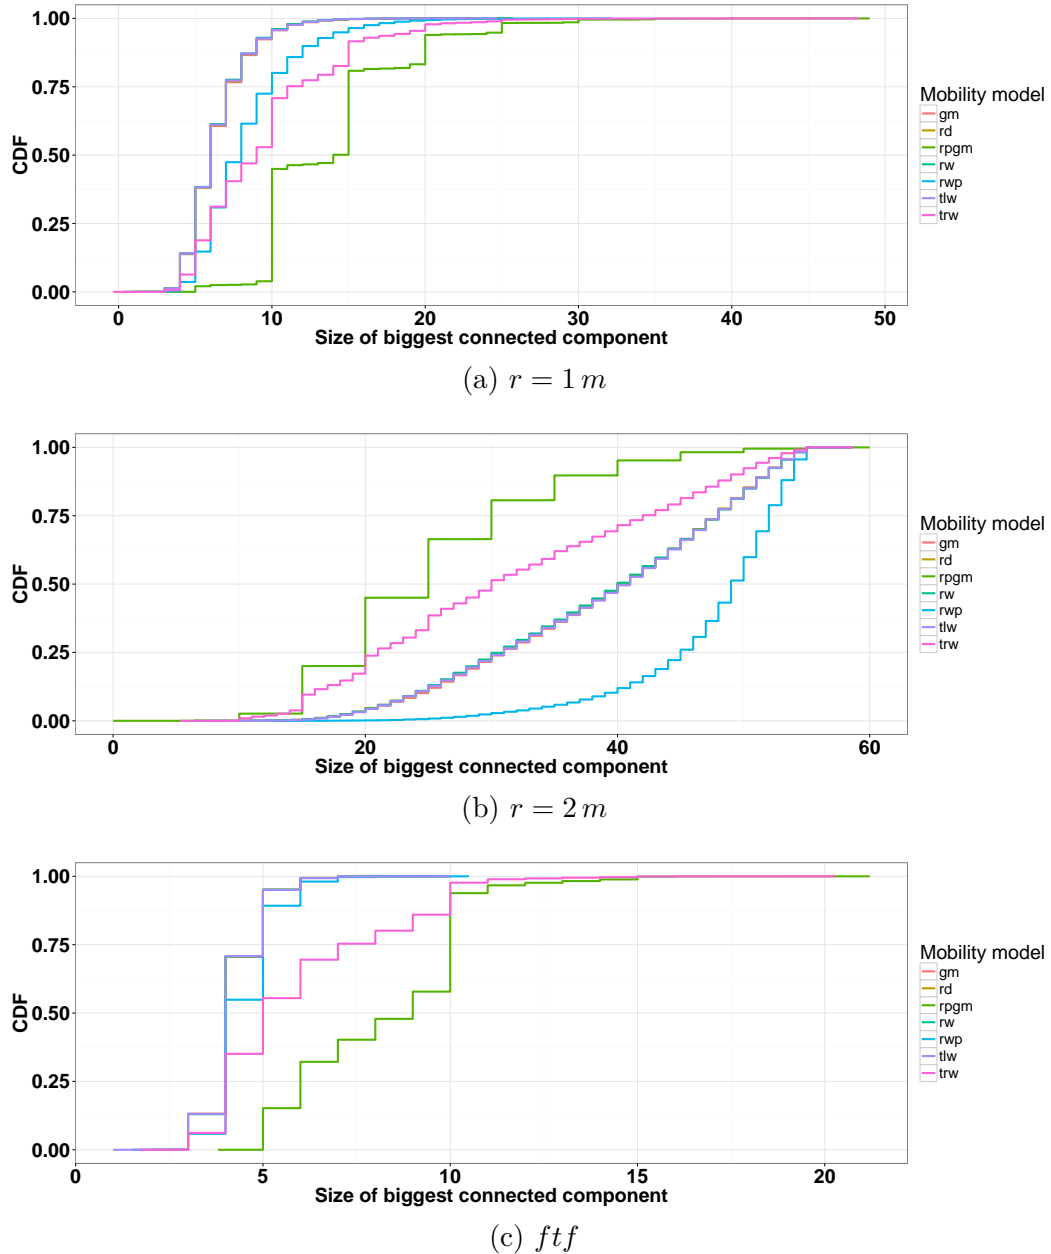 1.00
0.75
0.50
0.25
0.00
CDF
0 10 20 30 40 50
Size of biggest connected component
Mobility model
gm
rd
rpgm
rw
rwp
tlw
trw
(a) r = 1 m
1.00
0.75
0.50
0.25
0.00
CDF
0 20 40 60
Size of biggest connected component
Mobility model
gm
rd
rpgm
rw
rwp
tlw
trw
(b) r = 2 m
1.00
0.75
0.50
0.25
0.00
CDF
0 5 10 15 20
Size of biggest connected component
Mobility model
gm
rd
rpgm
rw
rwp
tlw
trw
(c) ftf